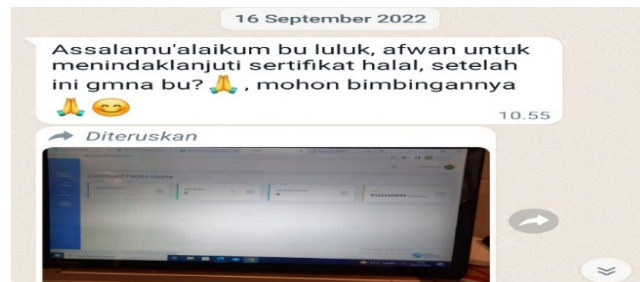 16 September 2022
Assalamu'alaikum bu luluk, afwan untuk
menindaklanjuti sertifikat halal, setelah
ini gmna bu? 🙏 , mohon bimbingannya
🙏 😊
10.55
Diteruskan
Dashboard Pelaku Usaha